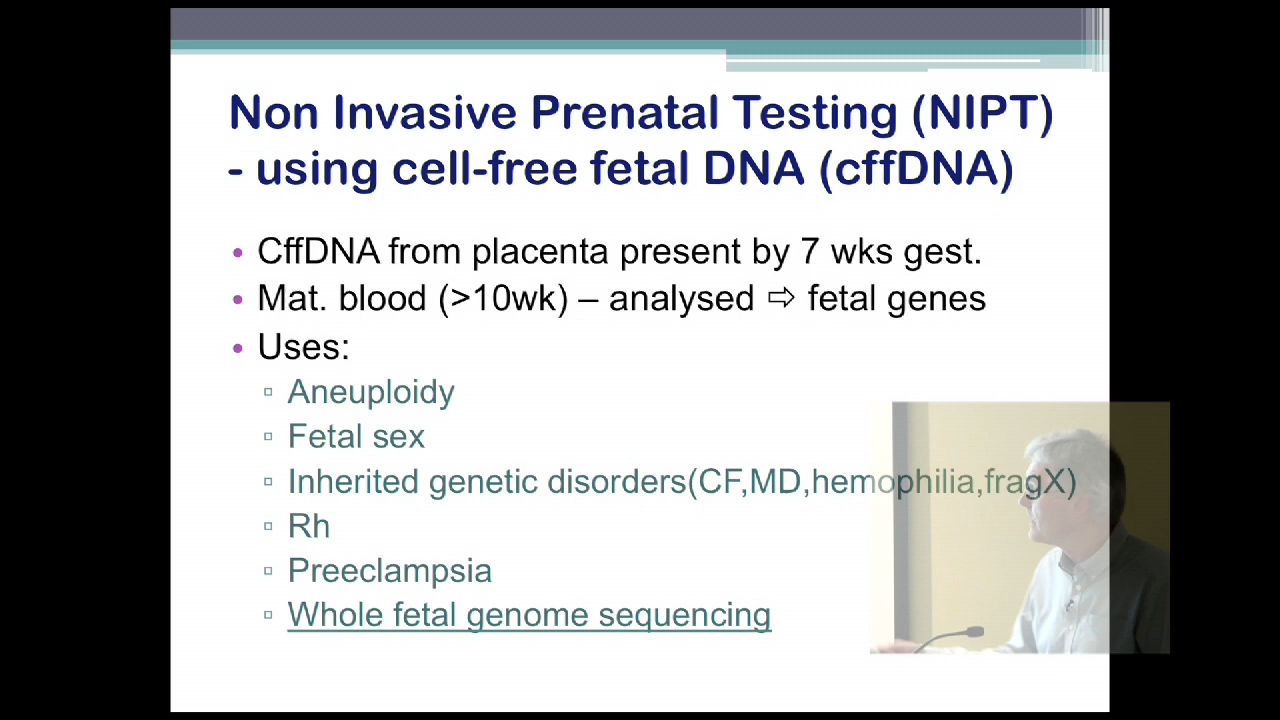 Non Invasive Prenatal Testing (NIPT)
- using cell-free fetal DNA (cffDNA)
• CffDNA from placenta present by 7 wks gest.
• Mat. blood (>10wk) – analysed ⇨ fetal genes
• Uses:
▫ Aneuploidy
▫ Fetal sex
▫ Inherited genetic disorders(CF,MD,hemophilia,fragX)
▫ Rh
▫ Preeclampsia
▫ Whole fetal genome sequencing